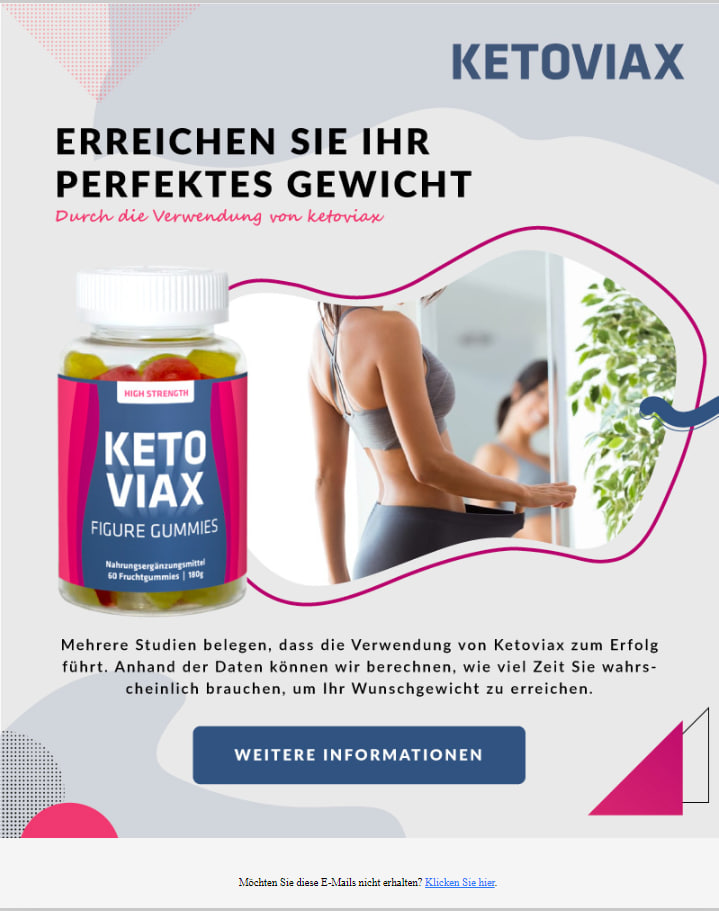 KETOVIAX
ERREICHEN SIE IHR
PERFEKTES GEWICHT
Durch die Verwendung von ketoviax
HIGH STRENGTH
KETO
VIAX
FIGURE GUMMIES
Nahrungsergänzungsmittel
60 Fruchtgummies | 180g
Mehrere Studien belegen, dass die Verwendung von Ketoviax zum Erfolg
führt. Anhand der Daten können wir berechnen, wie viel Zeit Sie wahrs-
cheinlich brauchen, um Ihr Wunschgewicht zu erreichen.
WEITERE INFORMATIONEN
Möchten Sie diese E-Mails nicht erhalten? Klicken Sie hier.